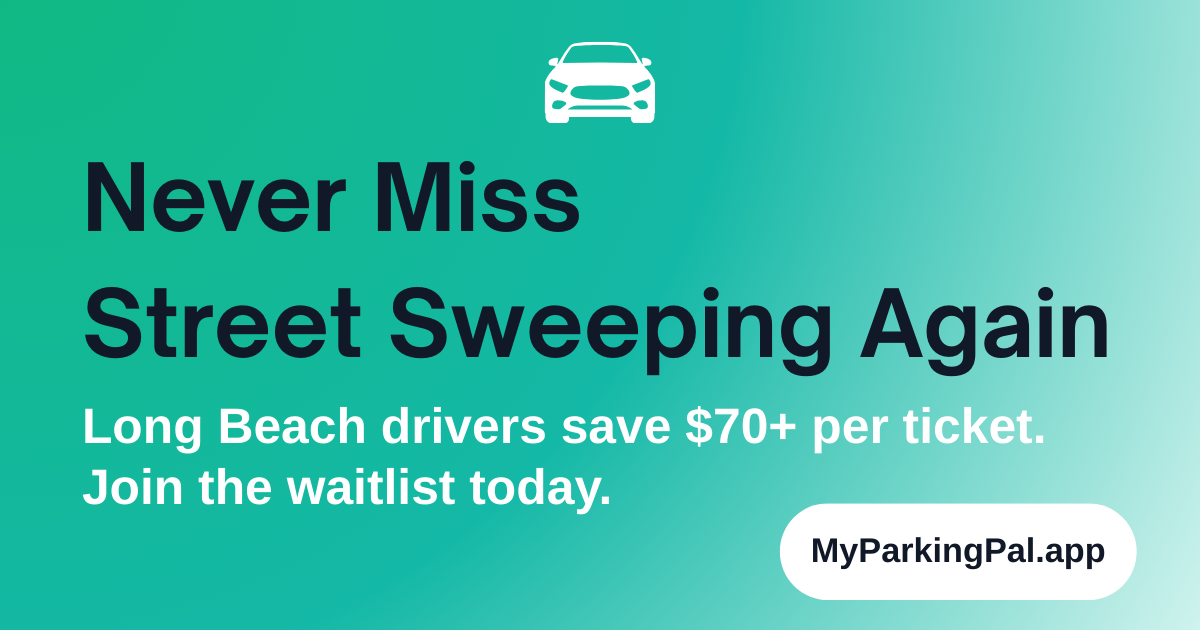 Never Miss
Street Sweeping Again
Long Beach drivers save $70+ per ticket.
Join the waitlist today.
MyParkingPal.app